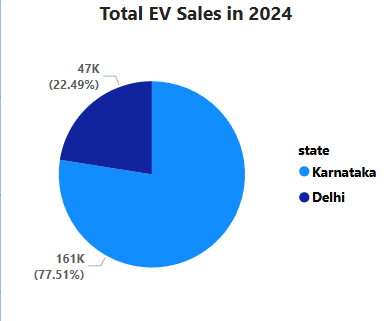 Total EV Sales in 2024
47K
(22.49%)
state
Karnataka
Delhi
161K
(77.51%)